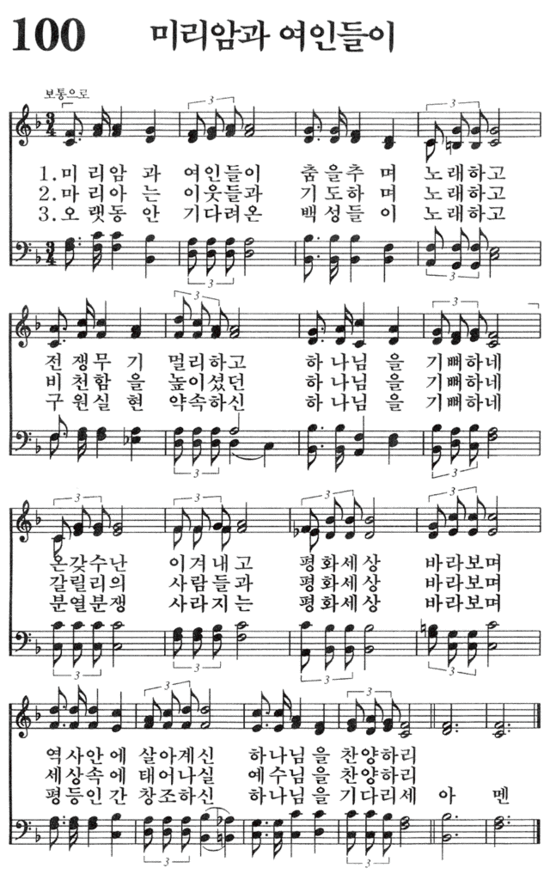 100 미리암과 여인들이
보통으로
3 3
1.미 리 암 과 여인들이 춤을추 며 노래하고
2.마 리 아 는 이웃들과 기도하 며 노래하고
3.오 랫 동 안 기다려온 백성들 이 노래하고
3 3
3
전 쟁 무 기 멀리하고 하 나 님 을 기뻐하네
비 천 함 을 높이셨던 하 나 님 을 기뻐하네
구 원 실 현 약속하신 하 나 님 을 기뻐하네
3 3
3 3 3 3
온갖수난 이겨내고 평화세상 바라보며
갈릴리의 사람들과 평화세상 바라보며
분열분쟁 사라지는 평화세상 바라보며
3 3 3 3
3 3
역 사 안 에 살아계신 하 나 님 을 찬양하리
세 상 속 에 태어나실 예 수 님 을 찬양하리
평 등 인 간 창조하신 하 나 님 을 기다리세 아 멘
3 3